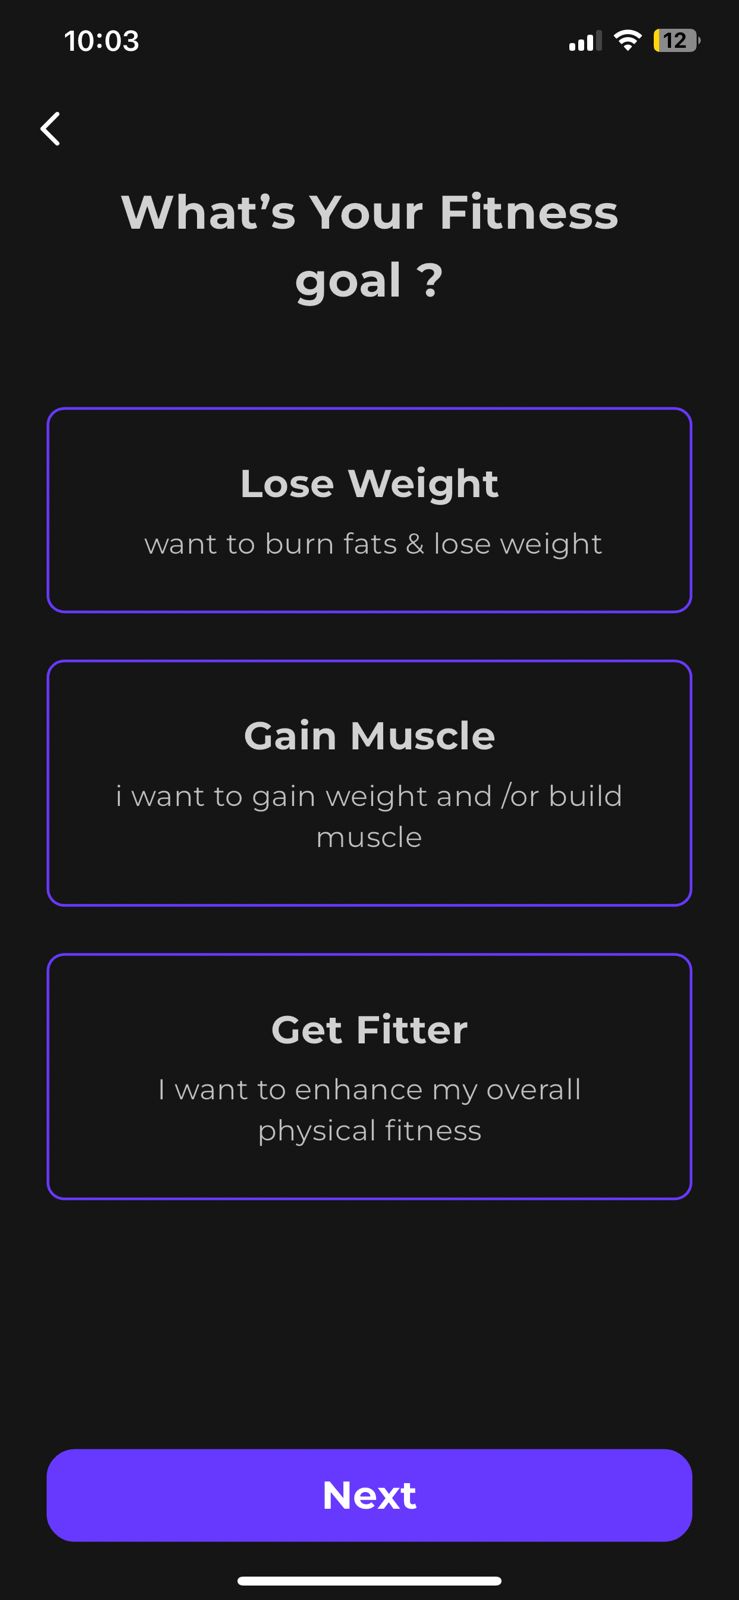 10:03
12
What’s Your Fitness
goal ?
Lose Weight
want to burn fats & lose weight
Gain Muscle
i want to gain weight and /or build
muscle
Get Fitter
I want to enhance my overall
physical fitness
Next